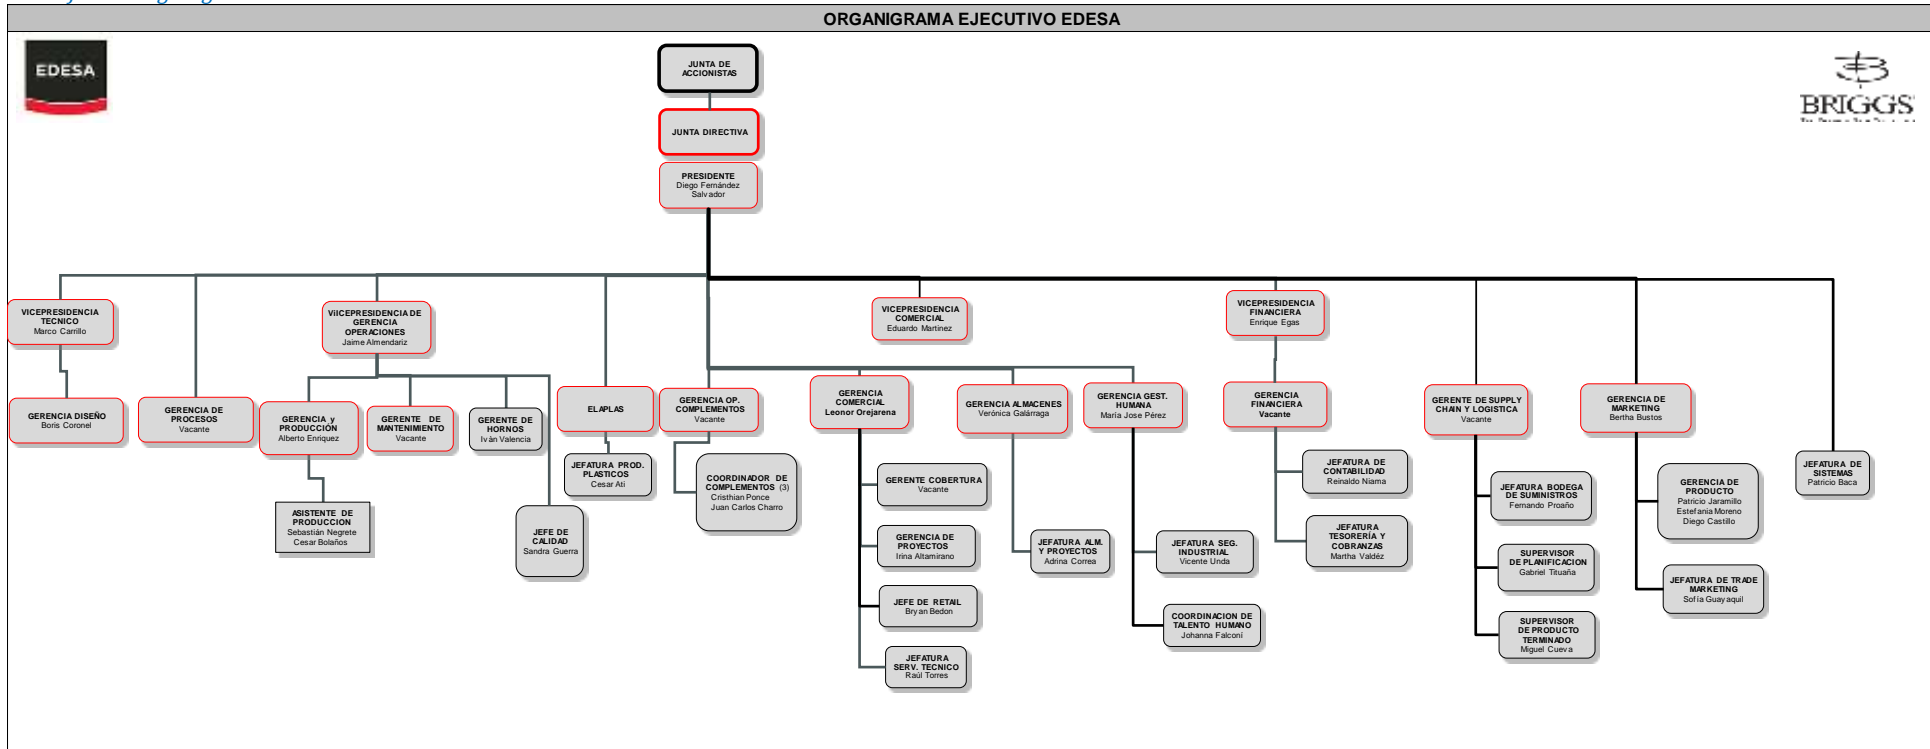 ORGANIGRAMA EJECUTIVO EDESA
EDESA
BRIGGS
JUNTA DE
ACCIONISTAS
JUNTA DIRECTIVA
PRESIDENTE
Diego Fernández
Salvador
VICEPRESIDENCIA
TECNICO
Marco Carrillo
ViICEPRESIDENCIA DE
GERENCIA
OPERACIONES
Jaime Almendariz
VICEPRESIDENCIA
COMERCIAL
Eduardo Martinez
VICEPRESIDENCIA
FINANCIERA
Enrique Egas
GERENCIA DISEÑO
Boris Coronel
GERENCIA DE
PROCESOS
Vacante
GERENCIA y
PRODUCCIÓN
Alberto Enriquez
GERENTE DE
MANTENIMIENTO
Vacante
GERENTE DE
HORNOS
Iván Valencia
ELAPLAS
GERENCIA OP.
COMPLEMENTOS
Vacante
GERENCIA
COMERCIAL
Leonor Orejarena
GERENCIA ALMACENES
Verónica Galárraga
GERENCIA GEST.
HUMANA
María Jose Pérez
GERENCIA
FINANCIERA
Vacante
GERENTE DE SUPPLY
CHAIN Y LOGISTICA
Vacante
GERENCIA DE
MARKETING
Bertha Bustos
JEFATURA DE
SISTEMAS
Patricio Baca
ASISTENTE DE
PRODUCCION
Sebastián Negrete
Cesar Bolaños
JEFE DE
CALIDAD
Sandra Guerra
JEFATURA PROD.
PLASTICOS
Cesar Ati
COORDINADOR DE
COMPLEMENTOS (3)
Cristhian Ponce
Juan Carlos Charro
GERENTE COBERTURA
Vacante
GERENCIA DE
PROYECTOS
Irina Altamirano
JEFE DE RETAIL
Bryan Bedon
JEFATURA
SERV. TECNICO
Raúl Torres
JEFATURA ALM.
Y PROYECTOS
Adrina Correa
JEFATURA SEG.
INDUSTRIAL
Vicente Unda
COORDINACION DE
TALENTO HUMANO
Johanna Falconí
JEFATURA DE
CONTABILIDAD
Reinaldo Niama
JEFATURA
TESORERÍA Y
COBRANZAS
Martha Valdéz
JEFATURA BODEGA
DE SUMINISTROS
Fernando Proaño
SUPERVISOR
DE PLANIFICACION
Gabriel Tituaña
SUPERVISOR
DE PRODUCTO
TERMINADO
Miguel Cueva
GERENCIA DE
PRODUCTO
Patricio Jaramillo
Estefania Moreno
Diego Castillo
JEFATURA DE TRADE
MARKETING
Sofía Guayaquil